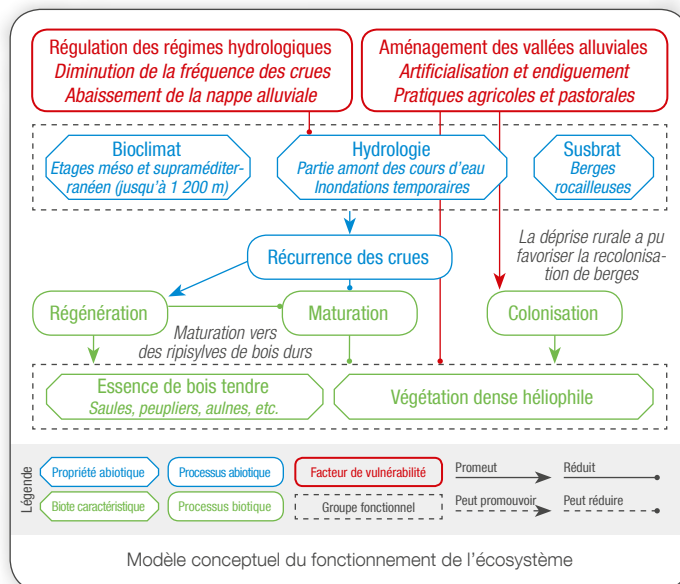 Régulation des régimes hydrologiques
Diminution de la fréquence des crues
Abaissement de la nappe alluviale
Aménagement des vallées alluviales
Artificialisation et endiguement
Pratiques agricoles et pastorales
Bioclimat
Etages méso et supraméditer-
ranéen (jusqu'à 1 200 m)
Hydrologie
Partie amont des cours d'eau
Inondations temporaires
Susbrat
Berges
rocailleuses
Récurrence des crues
La déprise rurale a pu
favoriser la recolonisa-
tion de berges
Régénération
Maturation
Colonisation
Maturation vers
des ripisylves de bois durs
Essence de bois tendre
Saules, peupliers, aulnes, etc.
Végétation dense héliophile
Légende
Propriété abiotique
Processus abiotique
Facteur de vulnérabilité
Promeut
Réduit
Biote caractéristique
Processus biotique
Groupe fonctionnel
Peut promouvoir
Peut réduire
Modèle conceptuel du fonctionnement de l'écosystème